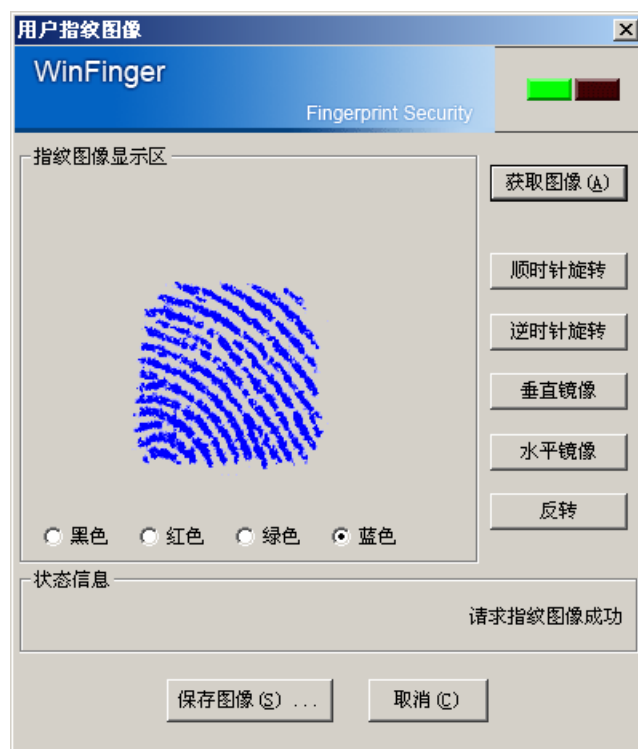 用户指纹图像
WinFinger
Fingerprint Security
指纹图像显示区
获取图像(A)
顺时针旋转
逆时针旋转
垂直镜像
水平镜像
反转
黑色 红色 绿色 蓝色
状态信息
请求指纹图像成功
保存图像(S) ... 取消(C)